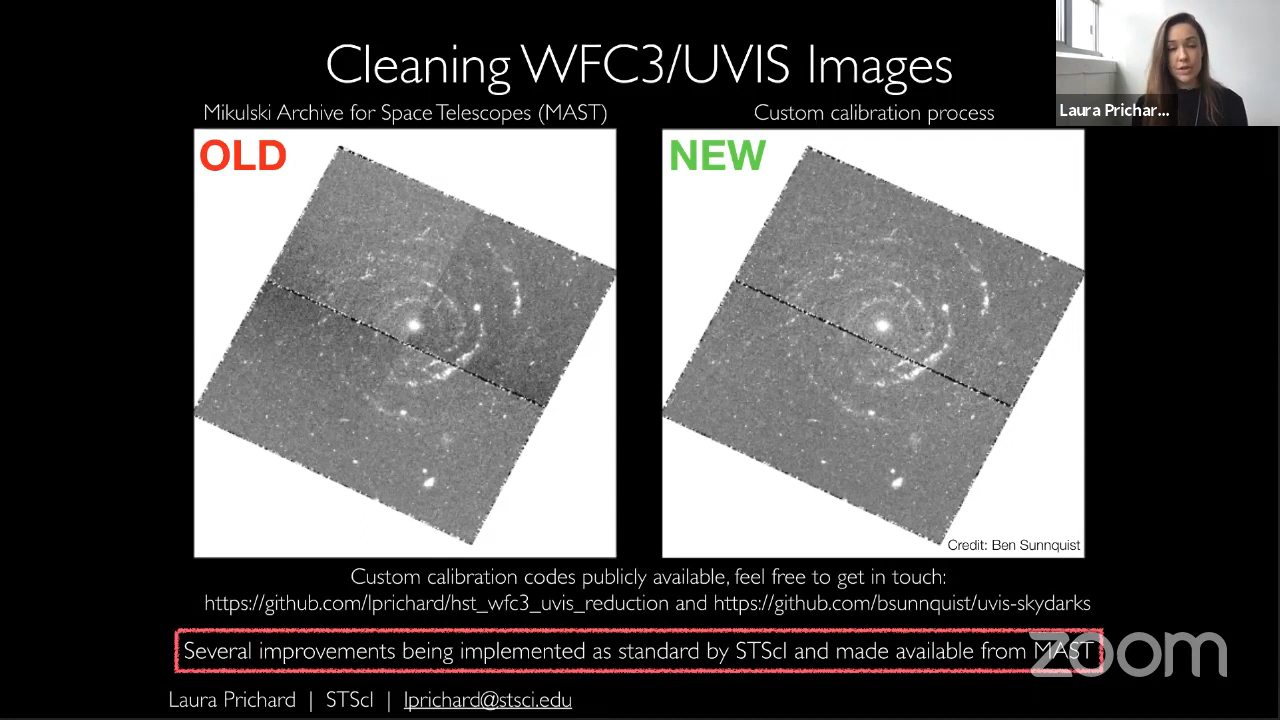 Cleaning WFC3/UVIS Images
Laura Prichar...
Mikulski Archive for Space Telescopes (MAST)
Custom calibration process
OLD
NEW
Credit: Ben Sunnquist
Custom calibration codes publicly available, feel free to get in touch:
https://github.com/lprichard/hst_wfc3_uvis_reduction and https://github.com/bsunnquist/uvis-skydarks
Several improvements being implemented as standard by STScI and made available from MAST
zoom
Laura Prichard | STScI | lprichard@stsci.edu